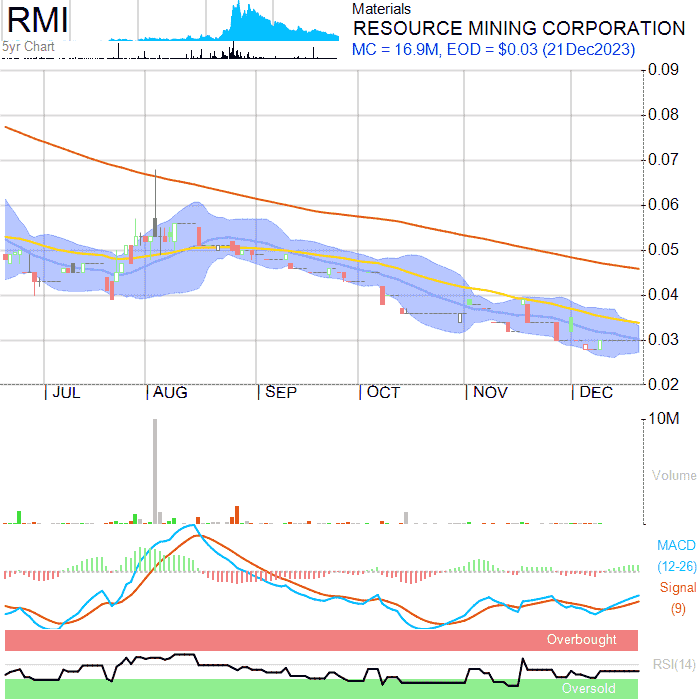 RMI
5yr Chart
Materials
RESOURCE MINING CORPORATION
MC = 16.9M, EOD = $0.03 (21Dec2023)
0.09
0.08
0.07
0.06
0.05
0.04
0.03
0.02
JUL AUG SEP OCT NOV DEC
10M
Volume
MACD
(12-26)
Signal
(9)
Overbought
RSI(14)
Oversold